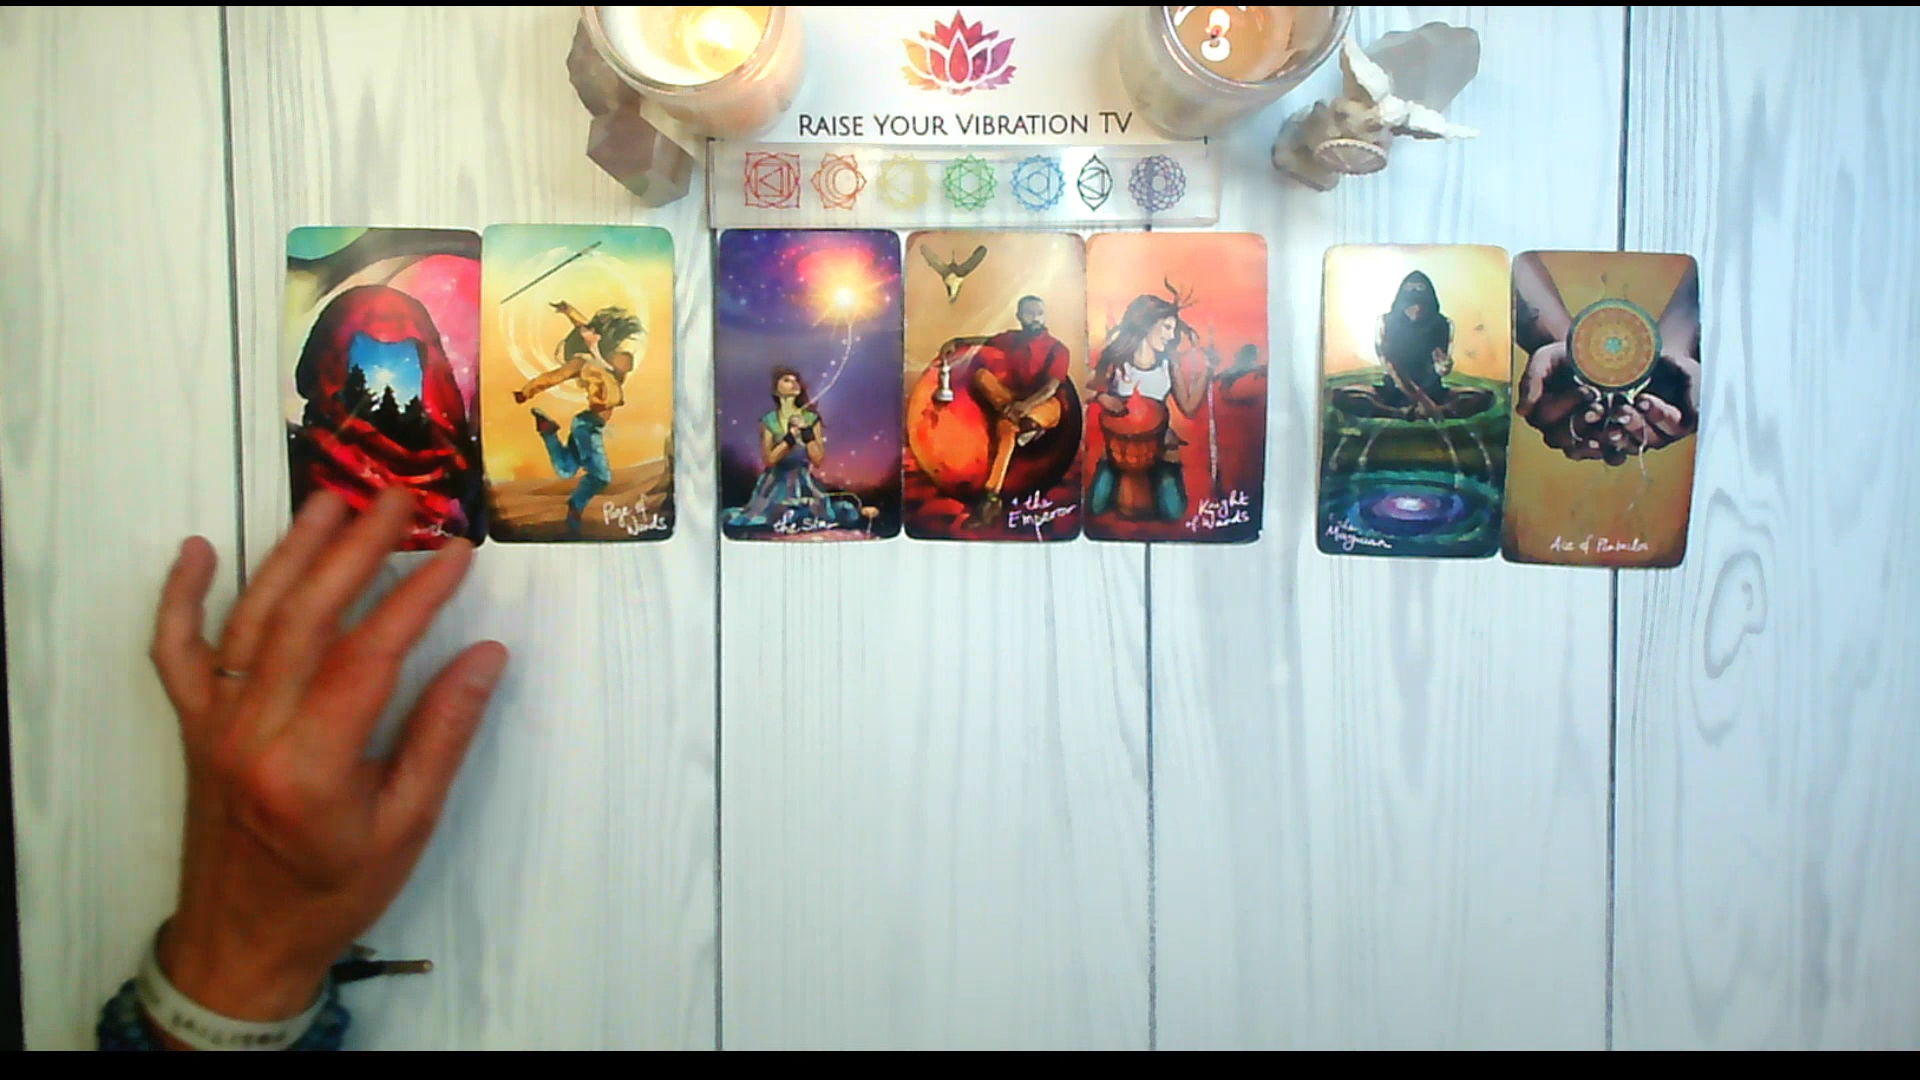 RAISE YOUR VIBRATION TV
Page of
Wands
the Star
the
Emperor
Knight
of Wands
the
Magician
Ace of Pentacles